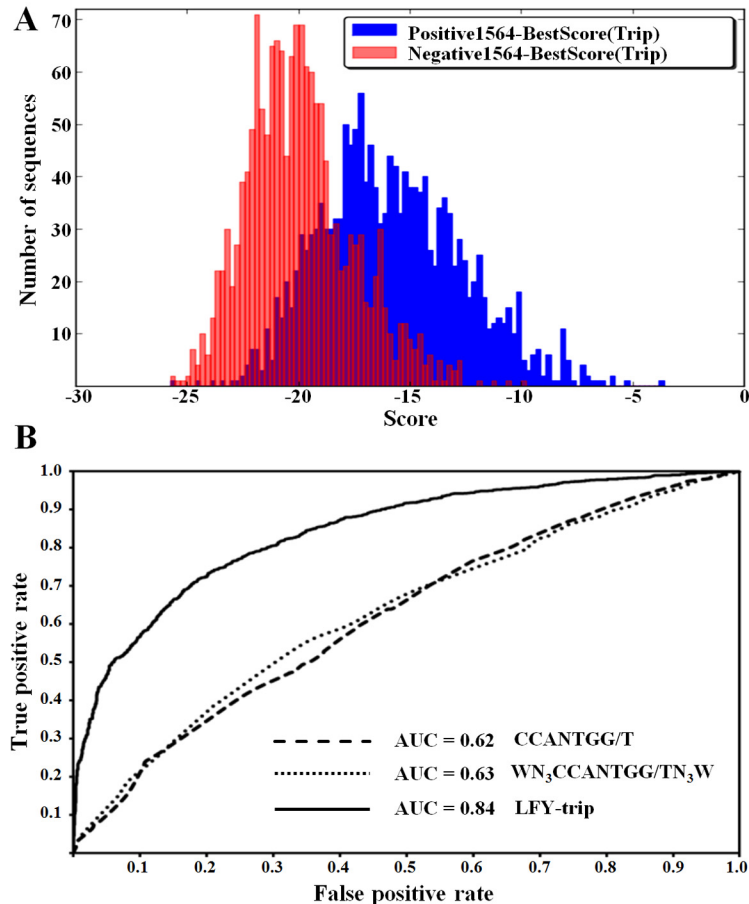 A
Positive1564-BestScore(Trip)
Negative1564-BestScore(Trip)
Number of sequences
70
60
50
40
30
20
10
-30 -25 -20 -15 -10 -5 0
Score
B
True positive rate
1.0
0.9
0.8
0.7
0.6
0.5
0.4
0.3
0.2
0.1
AUC = 0.62 CCANTGG/T
AUC = 0.63 WN₃CCANTGG/TN₃W
AUC = 0.84 LFY-trip
0.1 0.2 0.3 0.4 0.5 0.6 0.7 0.8 0.9 1.0
False positive rate